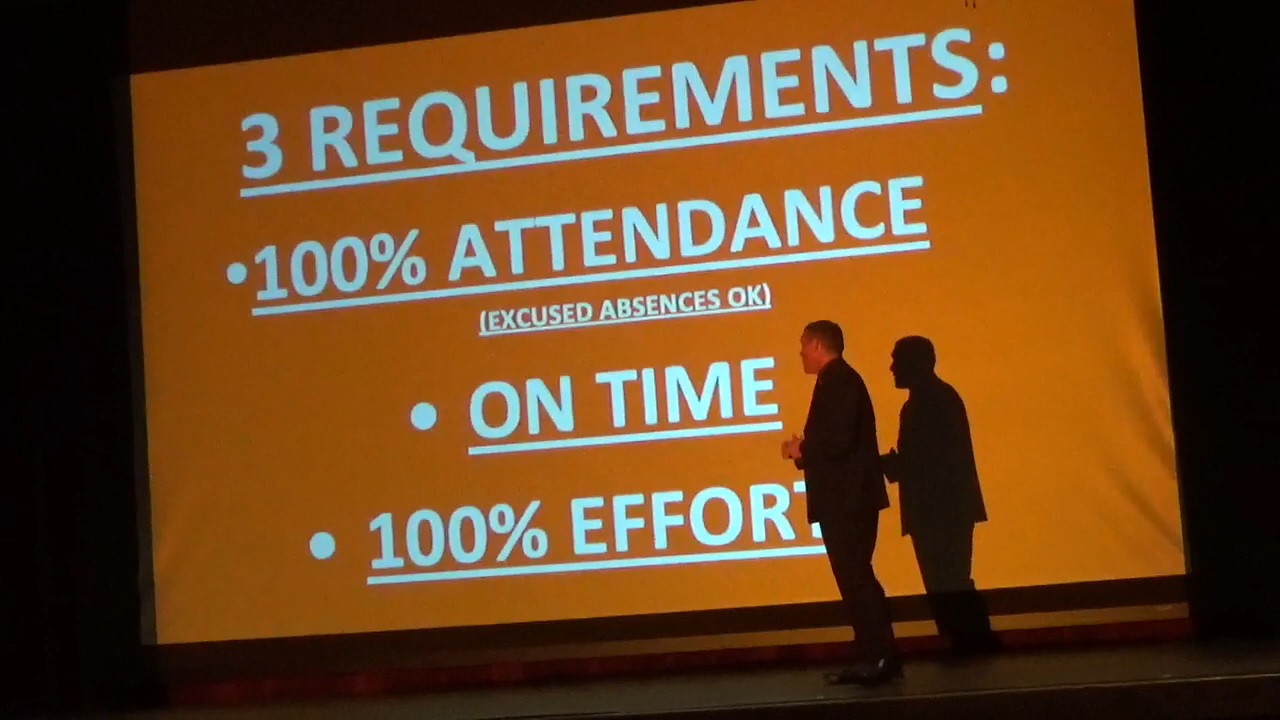 3 REQUIREMENTS:
•100% ATTENDANCE
(EXCUSED ABSENCES OK)
• ON TIME
• 100% EFFORT